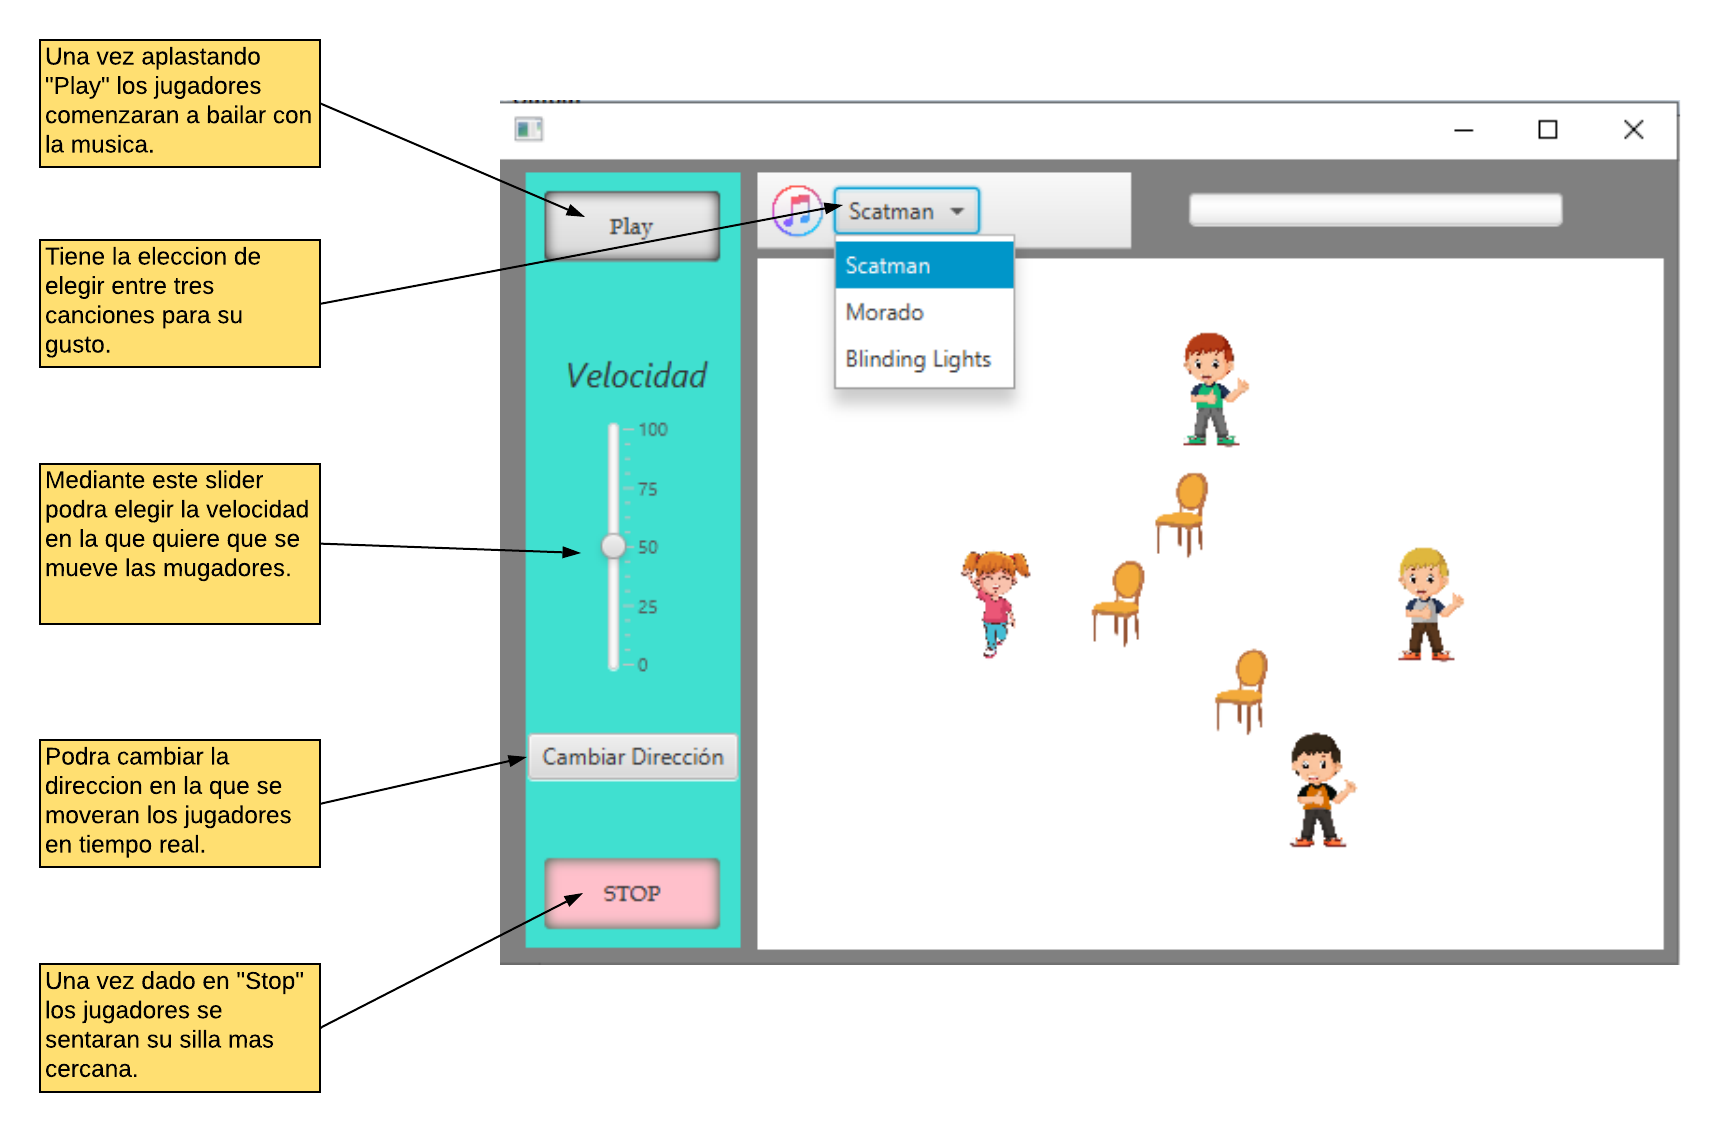 Una vez aplastando
"Play" los jugadores
comenzaran a bailar con
la musica.
Tiene la eleccion de
elegir entre tres
canciones para su
gusto.
Mediante este slider
podra elegir la velocidad
en la que quiere que se
mueve las mugadores.
Podra cambiar la
direccion en la que se
moveran los jugadores
en tiempo real.
Una vez dado en "Stop"
los jugadores se
sentaran su silla mas
cercana.
Play
Velocidad
100
75
50
25
0
Cambiar Dirección
STOP
Scatman
Scatman
Morado
Blinding Lights